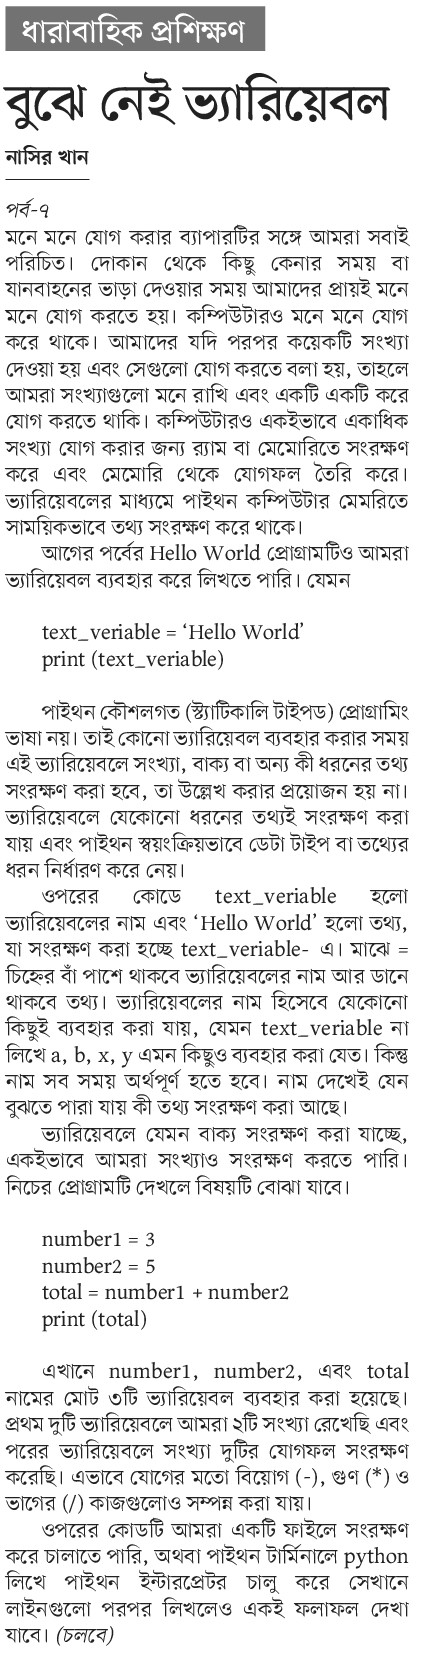 ধারাবাহিক প্রশিক্ষণ
বুঝে নেই ভ্যারিয়েবল
নাসির খান
পর্ব-৭
মনে মনে যোগ করার ব্যাপারটির সঙ্গে আমরা সবাই
পরিচিত। দোকান থেকে কিছু কেনার সময় বা
যানবাহনের ভাড়া দেওয়ার সময় আমাদের প্রায়ই মনে
মনে যোগ করতে হয়। কম্পিউটারও মনে মনে যোগ
করে থাকে। আমাদের যদি পরপর কয়েকটি সংখ্যা
দেওয়া হয় এবং সেগুলো যোগ করতে বলা হয়, তাহলে
আমরা সংখ্যাগুলো মনে রাখি এবং একটি একটি করে
যোগ করতে থাকি। কম্পিউটারও একইভাবে একাধিক
সংখ্যা যোগ করার জন্য র‍্যাম বা মেমোরিতে সংরক্ষণ
করে এবং মেমোরি থেকে যোগফল তৈরি করে।
ভ্যারিয়েবলের মাধ্যমে পাইথন কম্পিউটার মেমরিতে
সাময়িকভাবে তথ্য সংরক্ষণ করে থাকে।
আগের পর্বের Hello World প্রোগ্রামটিও আমরা
ভ্যারিয়েবল ব্যবহার করে লিখতে পারি। যেমন
text_veriable = ‘Hello World’
print (text_veriable)
পাইথন কৌশলগত (স্ট্যাটিকালি টাইপড) প্রোগ্রামিং
ভাষা নয়। তাই কোনো ভ্যারিয়েবল ব্যবহার করার সময়
এই ভ্যারিয়েবলে সংখ্যা, বাক্য বা অন্য কী ধরনের তথ্য
সংরক্ষণ করা হবে, তা উল্লেখ করার প্রয়োজন হয় না।
ভ্যারিয়েবলে যেকোনো ধরনের তথ্যই সংরক্ষণ করা
যায় এবং পাইথন স্বয়ংক্রিয়ভাবে ডেটা টাইপ বা তথ্যের
ধরন নির্ধারণ করে নেয়।
ওপরের কোডে text_veriable হলো
ভ্যারিয়েবলের নাম এবং ‘Hello World’ হলো তথ্য,
যা সংরক্ষণ করা হচ্ছে text_veriable- এ। মাঝে =
চিহ্নের বাঁ পাশে থাকবে ভ্যারিয়েবলের নাম আর ডানে
থাকবে তথ্য। ভ্যারিয়েবলের নাম হিসেবে যেকোনো
কিছুই ব্যবহার করা যায়, যেমন text_veriable না
লিখে a, b, x, y এমন কিছুও ব্যবহার করা যেত। কিন্তু
নাম সব সময় অর্থপূর্ণ হতে হবে। নাম দেখেই যেন
বুঝতে পারা যায় কী তথ্য সংরক্ষণ করা আছে।
ভ্যারিয়েবলে যেমন বাক্য সংরক্ষণ করা যাচ্ছে,
একইভাবে আমরা সংখ্যাও সংরক্ষণ করতে পারি।
নিচের প্রোগ্রামটি দেখলে বিষয়টি বোঝা যাবে।
number1 = 3
number2 = 5
total = number1 + number2
print (total)
এখানে number1, number2, এবং total
নামের মোট ৩টি ভ্যারিয়েবল ব্যবহার করা হয়েছে।
প্রথম দুটি ভ্যারিয়েবলে আমরা ২টি সংখ্যা রেখেছি এবং
পরের ভ্যারিয়েবলে সংখ্যা দুটির যোগফল সংরক্ষণ
করেছি। এভাবে যোগের মতো বিয়োগ (-), গুণ (*) ও
ভাগের (/) কাজগুলোও সম্পন্ন করা যায়।
ওপরের কোডটি আমরা একটি ফাইলে সংরক্ষণ
করে চালাতে পারি, অথবা পাইথন টার্মিনালে python
লিখে পাইথন ইন্টারপ্রেটর চালু করে সেখানে
লাইনগুলো পরপর লিখলেও একই ফলাফল দেখা
যাবে। (চলবে)